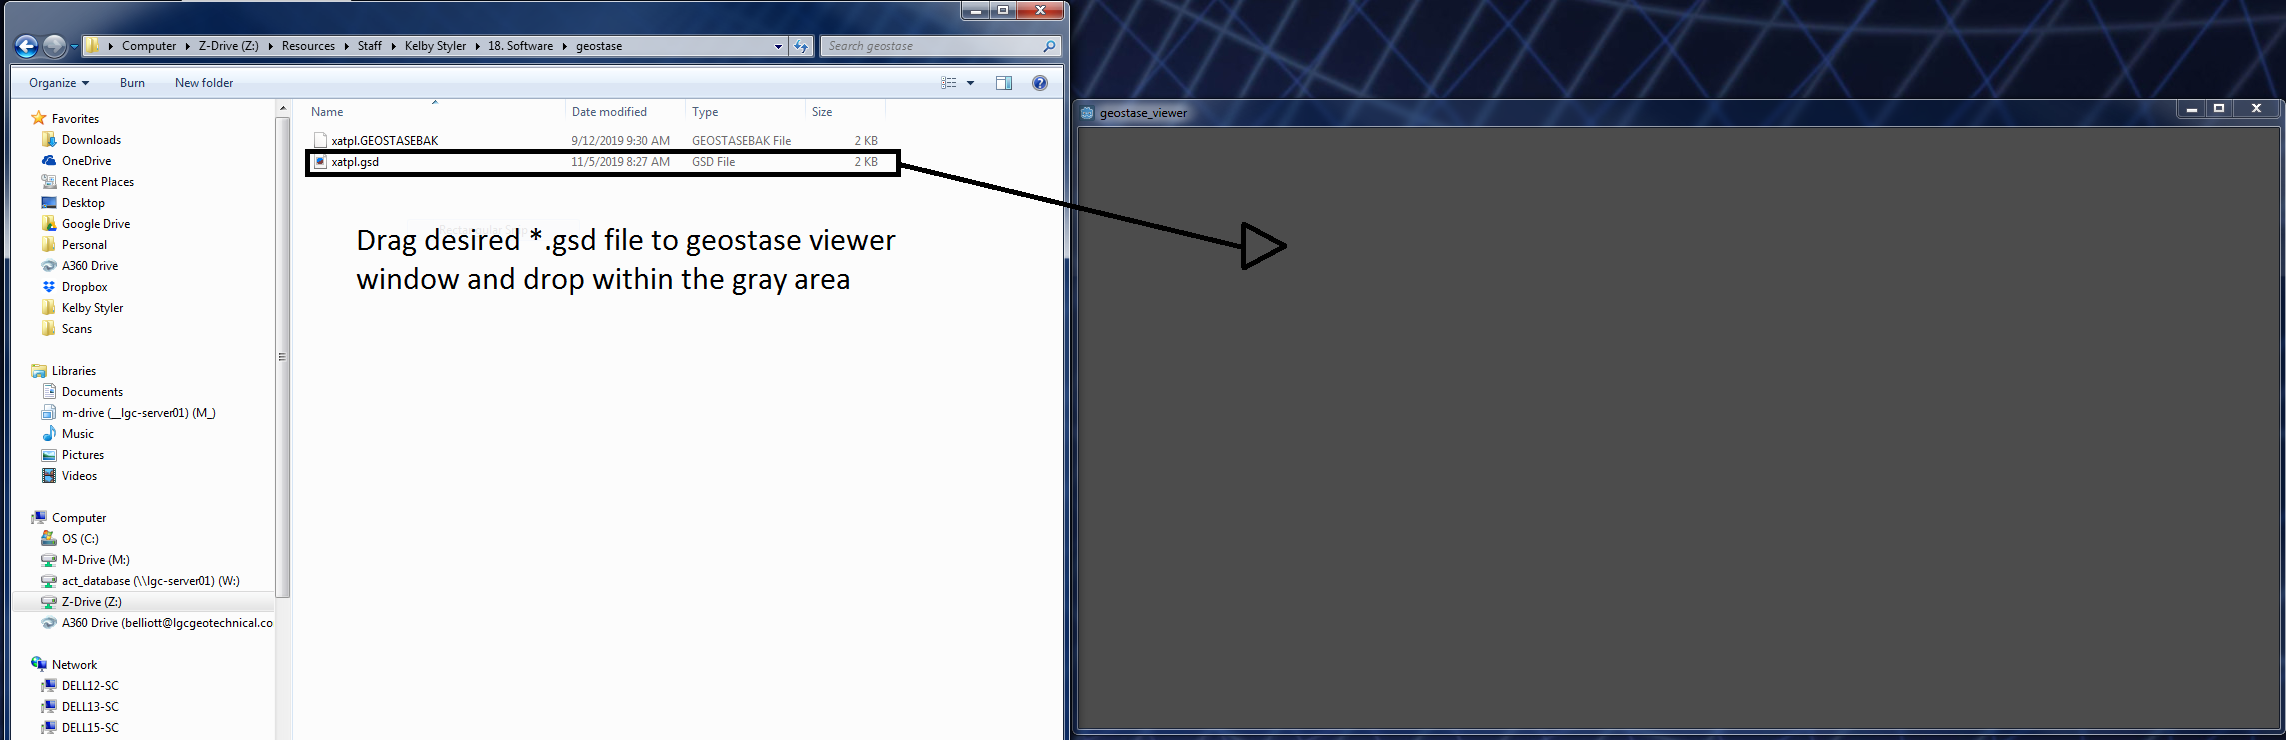 Computer Z-Drive (Z:) Resources Staff Kelby Styler 18. Software geostase
Search geostase
Organize Burn New folder
Name Date modified Type Size
xatpl.GEOSTASEBAK 9/12/2019 9:30 AM GEOSTASEBAK File 2 KB
xatpl.gsd 11/5/2019 8:27 AM GSD File 2 KB
Favorites
Downloads
OneDrive
Recent Places
Desktop
Google Drive
Personal
A360 Drive
Dropbox
Kelby Styler
Scans
Libraries
Documents
m-drive (__lgc-server01) (M_)
Music
Pictures
Videos
Computer
OS (C:)
M-Drive (M:)
act_database (\\lgc-server01) (W:)
Z-Drive (Z:)
A360 Drive (belliott@lgcgeotechnical.co
Network
DELL12-SC
DELL13-SC
DELL15-SC
Drag desired *.gsd file to geostase viewer
window and drop within the gray area
geostase_viewer